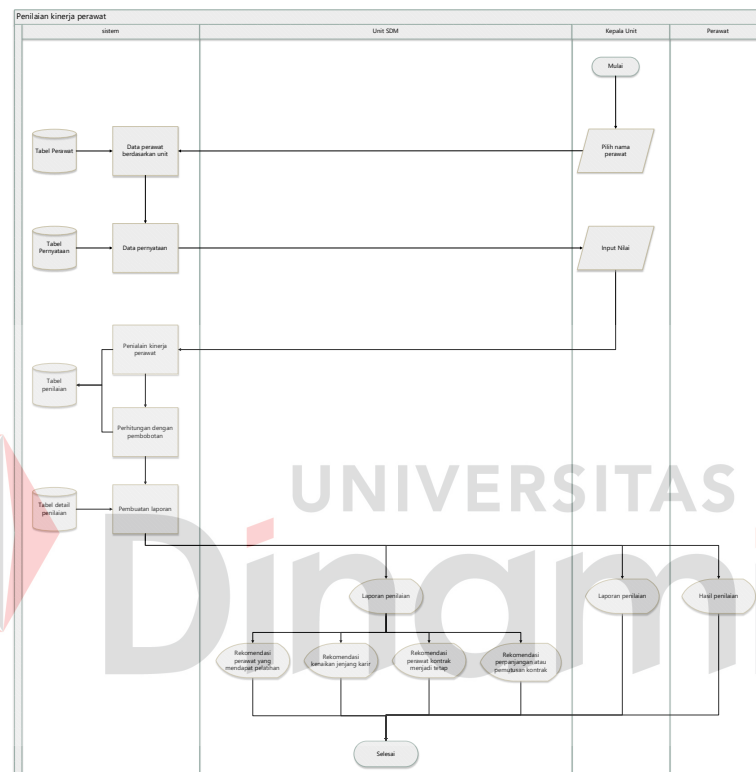 Penilaian kinerja perawat
sistem
Unit SDM
Kepala Unit
Perawat
Mulai
Tabel Perawat
Data perawat
berdasarkan unit
Pilih nama
perawat
Tabel
Pernyataan
Data pernyataan
Input Nilai
Penialain kinerja
perawat
Tabel
penilaian
Perhitungan dengan
pembobotan
Tabel detail
penilaian
Pembuatan laporan
UNIVERSITAS
Dinami
Laporan penilaian
Laporan penilaian
Hasil penilaian
Rekomendasi
perawat yang
mendapat pelatihan
Rekomendasi
kenaikan jenjang karir
Rekomendasi
perawat kontrak
menjadi tetap
Rekomendasi
perpanjangan atau
pemutusan kontrak
Selesai